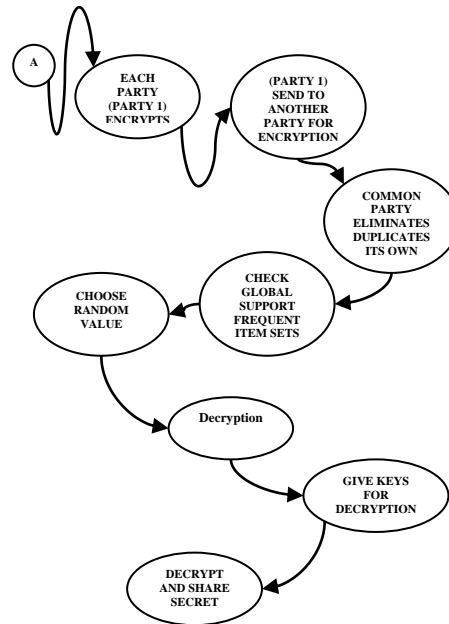 A
EACH
PARTY
(PARTY 1)
ENCRYPTS
(PARTY 1)
SEND TO
ANOTHER
PARTY FOR
ENCRYPTION
COMMON
PARTY
ELIMINATES
DUPLICATES
ITS OWN
CHECK
GLOBAL
SUPPORT
FREQUENT
ITEM SETS
CHOOSE
RANDOM
VALUE
Decryption
GIVE KEYS
FOR
DECRYPTION
DECRYPT
AND SHARE
SECRET